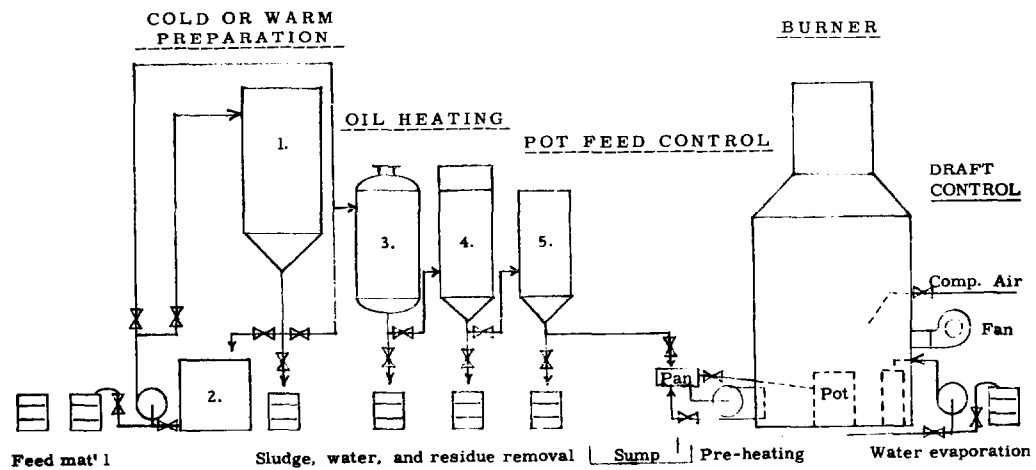 COLD OR WARM
PREPARATION
BURNER
OIL HEATING
POT FEED CONTROL
DRAFT
CONTROL
1.
3.
4.
5.
Comp. Air
Fan
Pan
Pot
2.
Feed mat'l
Sludge, water, and residue removal
Sump
Pre-heating
Water evaporation